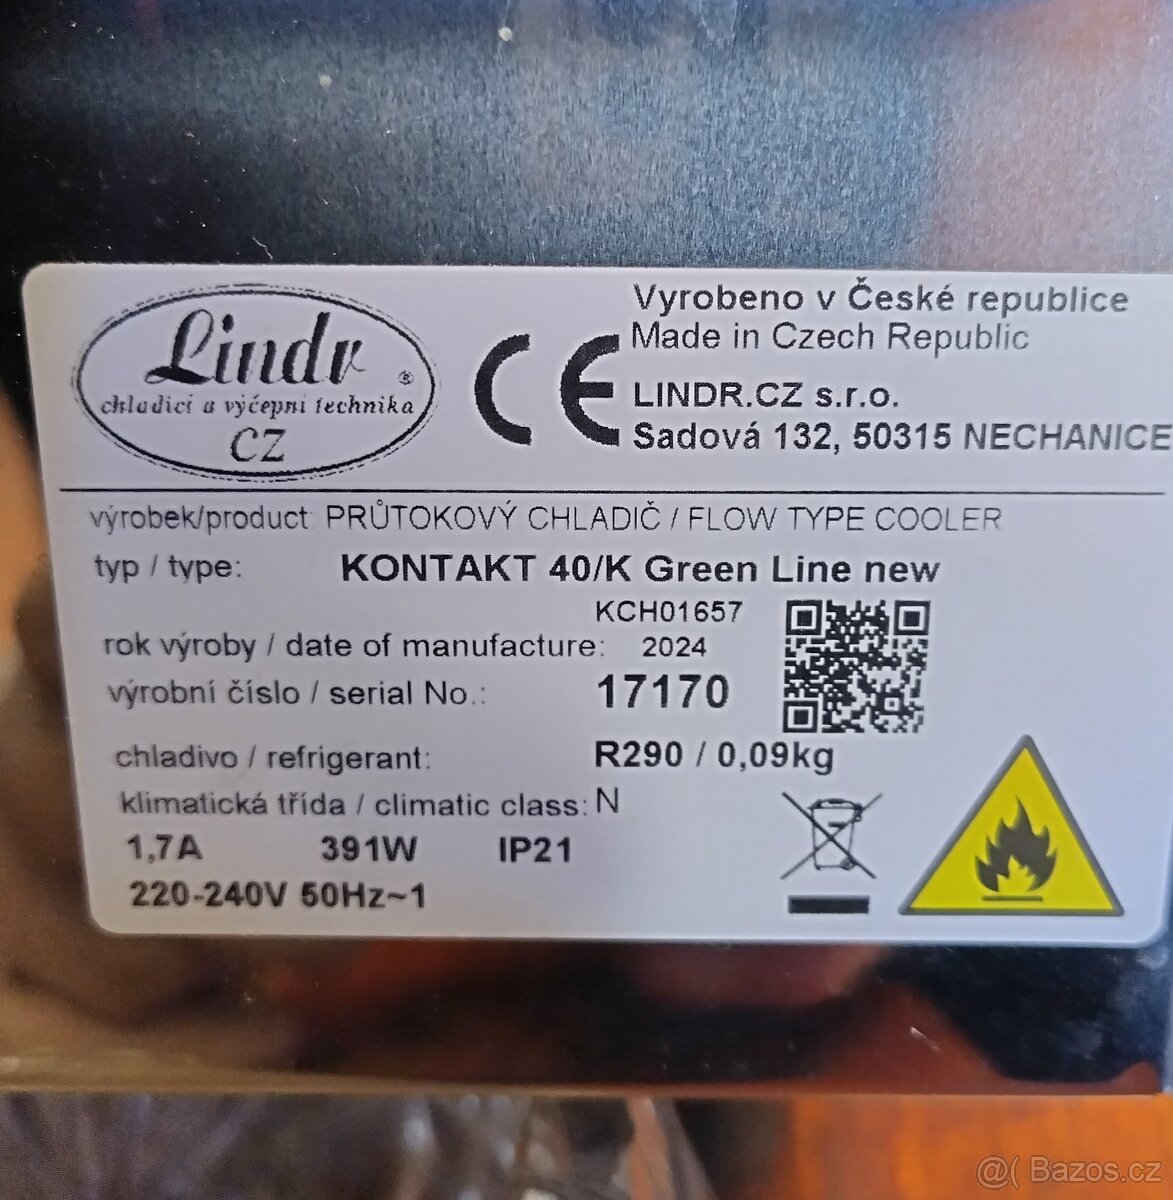 Lindr ®
chladicí a výčepní technika
CZ
CE
Vyrobeno v České republice
Made in Czech Republic
LINDR.CZ s.r.o.
Sadová 132, 50315 NECHANICE
výrobek/product: PRŮTOKOVÝ CHLADIČ / FLOW TYPE COOLER
typ / type: KONTAKT 40/K Green Line new
KCH01657
rok výroby / date of manufacture: 2024
výrobní číslo / serial No.: 17170
chladivo / refrigerant: R290 / 0,09kg
klimatická třída / climatic class: N
1,7A 391W IP21
220-240V 50Hz~1
@( Bazos.cz